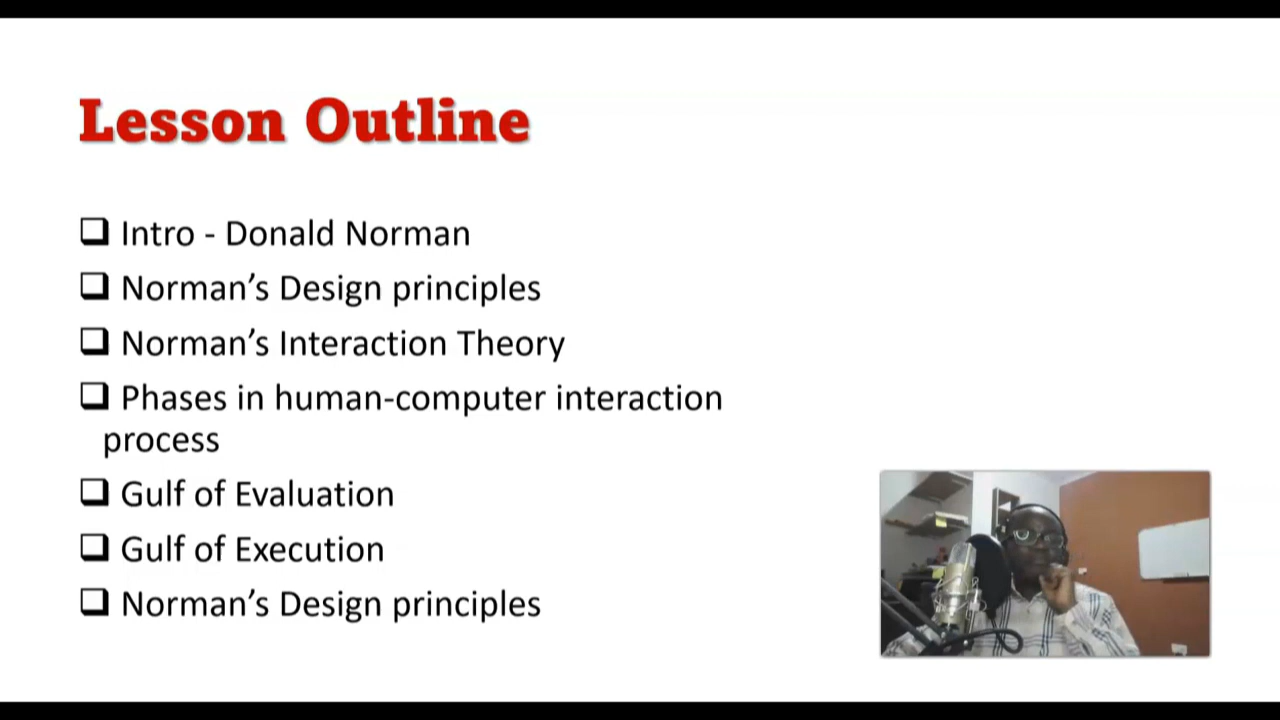 Lesson Outline
❑ Intro - Donald Norman
❑ Norman’s Design principles
❑ Norman’s Interaction Theory
❑ Phases in human-computer interaction
process
❑ Gulf of Evaluation
❑ Gulf of Execution
❑ Norman’s Design principles